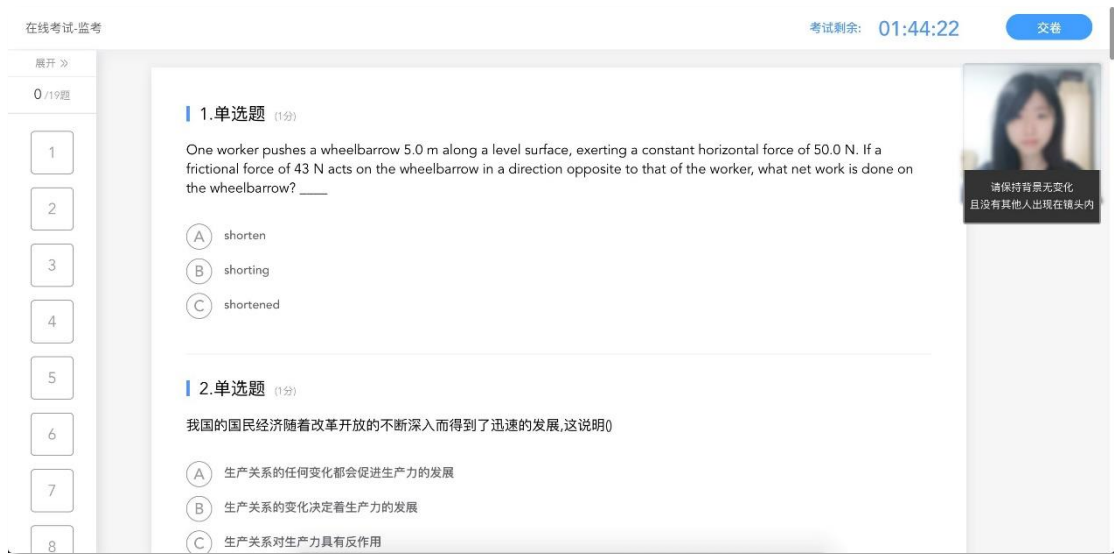 在线考试-监考
考试剩余: 01:44:22
交卷
展开 »
0/19题
1
2
3
4
5
6
7
8
1.单选题 (1分)
One worker pushes a wheelbarrow 5.0 m along a level surface, exerting a constant horizontal force of 50.0 N. If a
frictional force of 43 N acts on the wheelbarrow in a direction opposite to that of the worker, what net work is done on
the wheelbarrow? ____
A shorten
B shorting
C shortened
请保持背景无变化
且没有其他人出现在镜头内
2.单选题 (1分)
我国的国民经济随着改革开放的不断深入而得到了迅速的发展,这说明()
A 生产关系的任何变化都会促进生产力的发展
B 生产关系的变化决定着生产力的发展
C 生产关系对生产力具有反作用